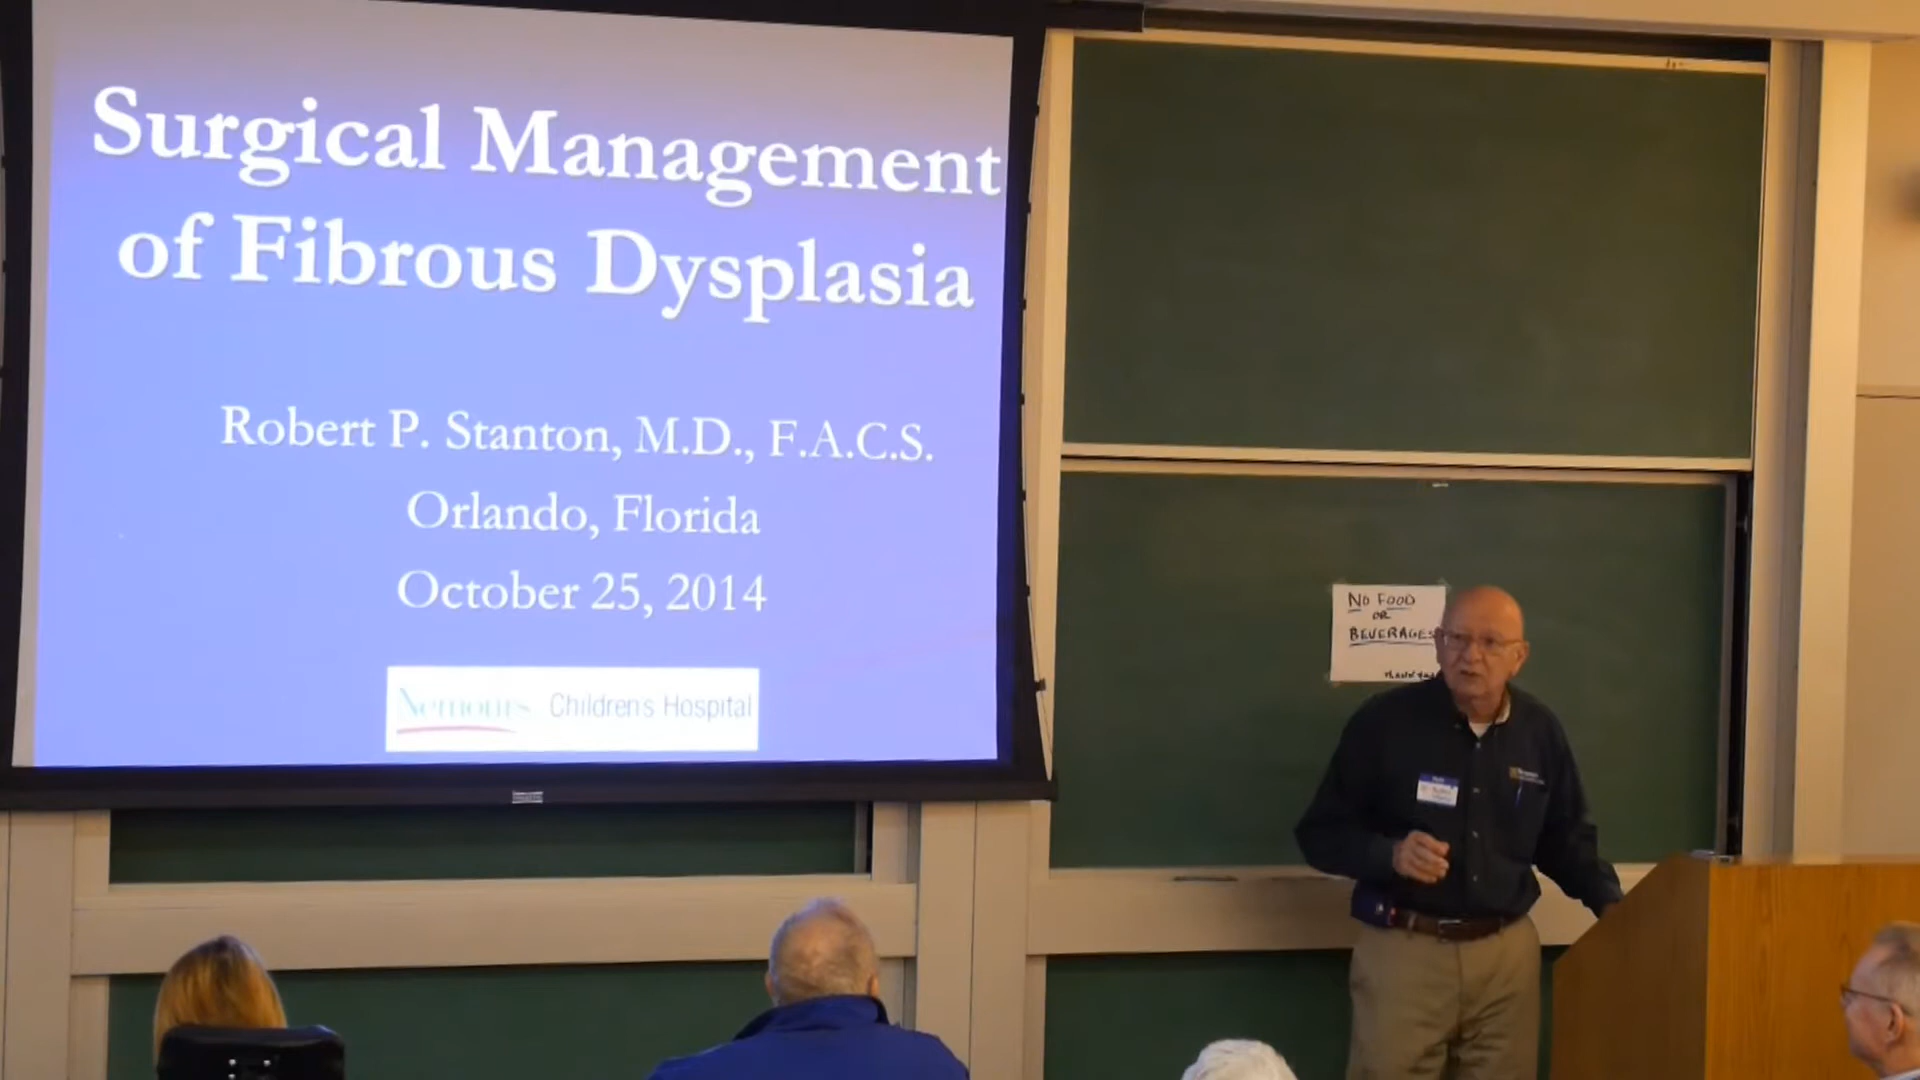 Surgical Management
of Fibrous Dysplasia
Robert P. Stanton, M.D., F.A.C.S.
Orlando, Florida
October 25, 2014
Nemours Children's Hospital
NO FOOD
OR
BEVERAGES